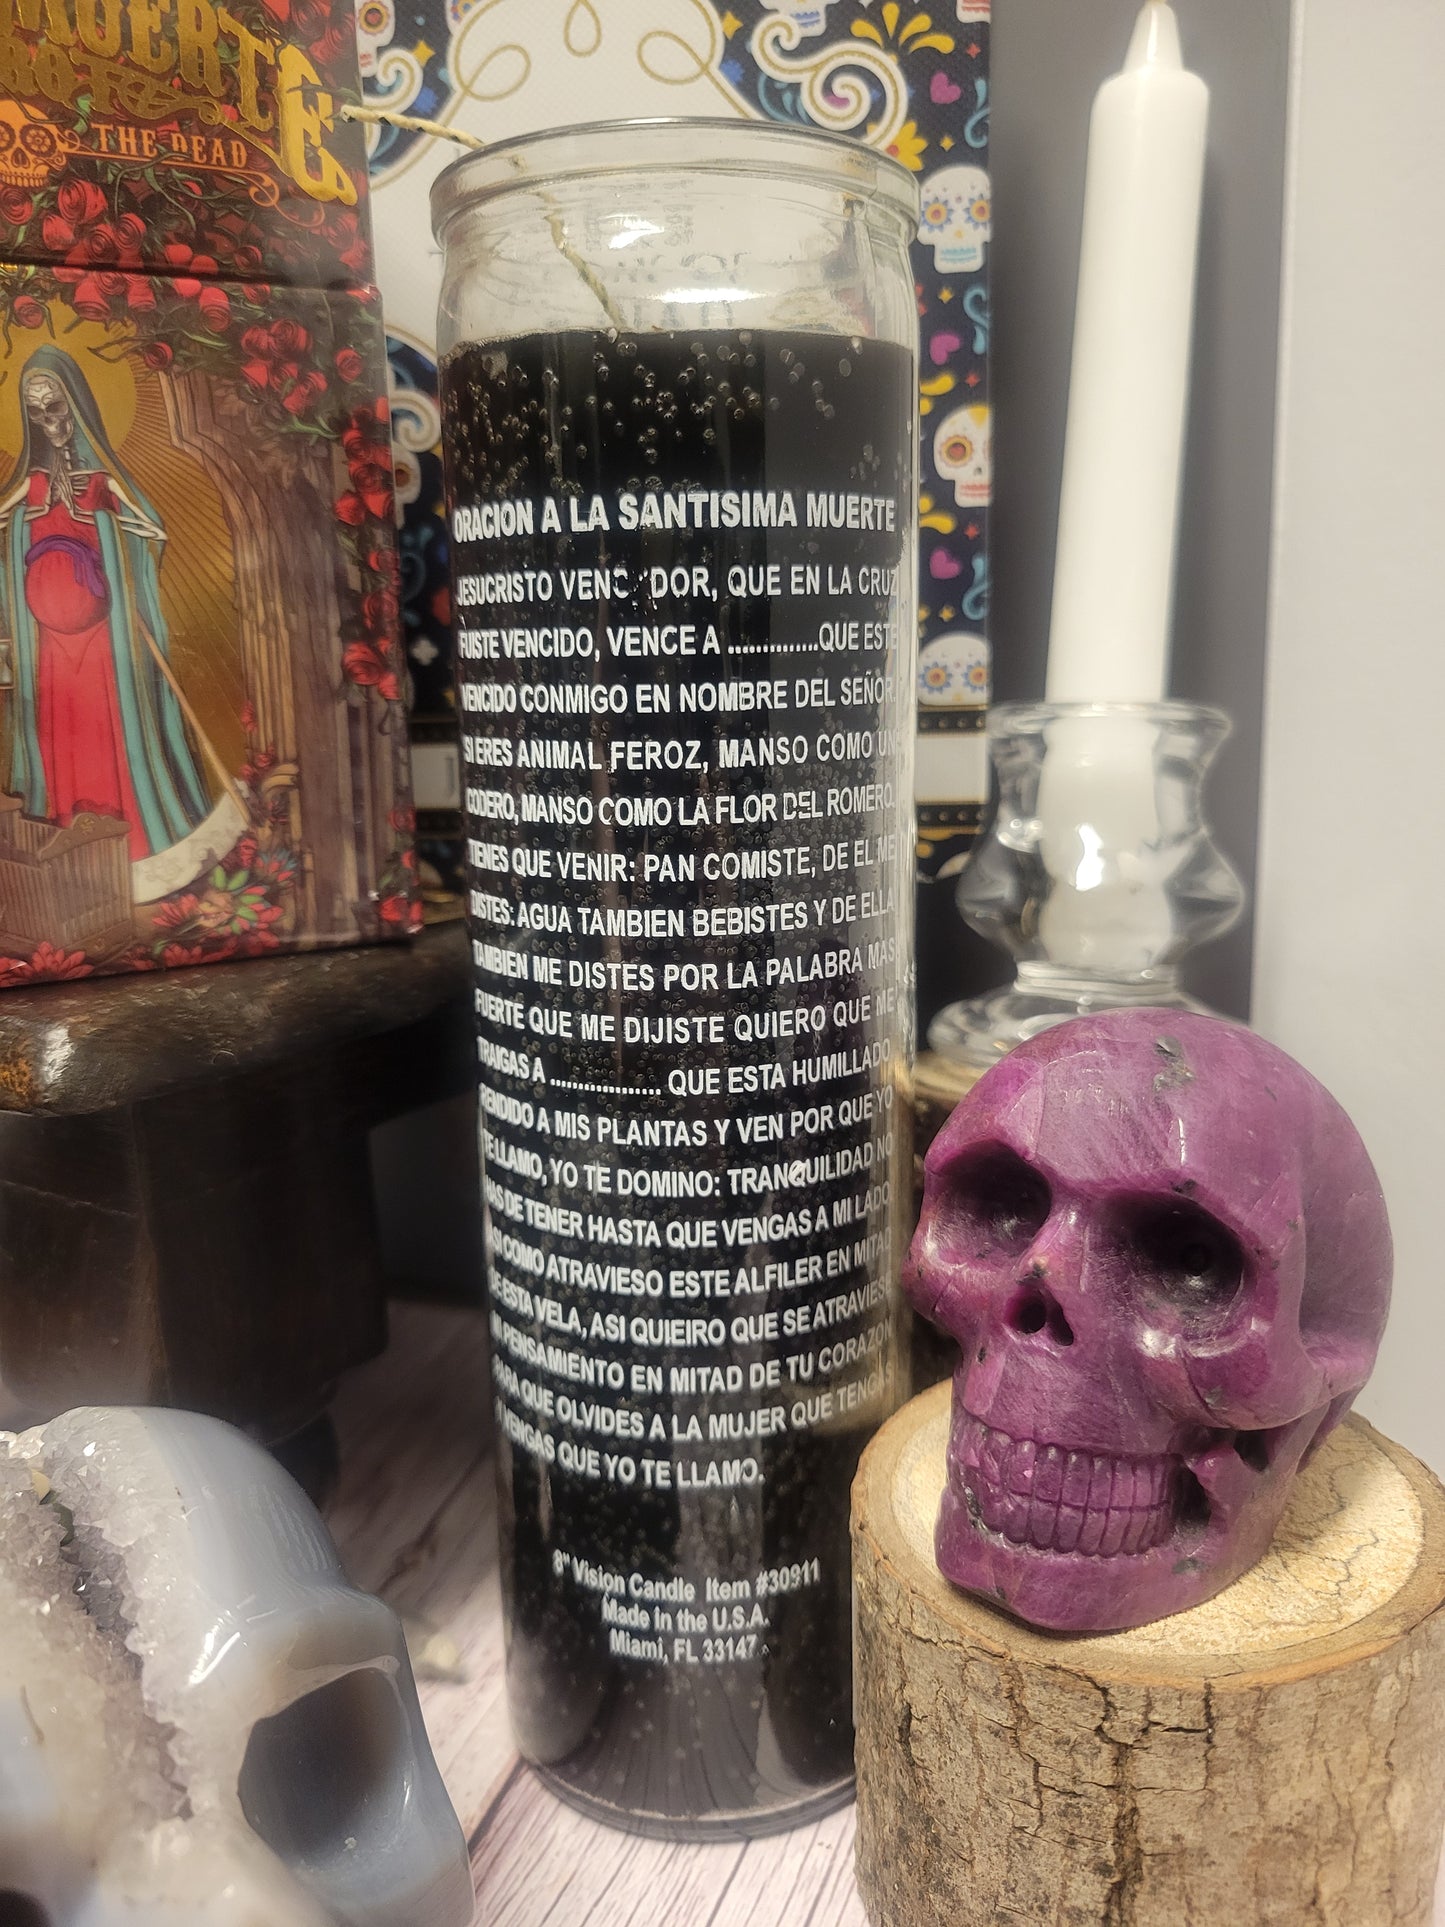 MUERTE
THE DEAD
ORACION A LA SANTISIMA MUERTE
JESUCRISTO VENC DOR, QUE EN LA CRUZ
FUISTE VENCIDO, VENCE A ..............QUE ESTE
VENCIDO CONMIGO EN NOMBRE DEL SEÑOR.
SI ERES ANIMAL FEROZ, MANSO COMO UN
CODERO, MANSO COMO LA FLOR DEL ROMERO,
TIENES QUE VENIR: PAN COMISTE, DE EL ME
DISTES: AGUA TAMBIEN BEBISTES Y DE ELLA
TAMBIEN ME DISTES POR LA PALABRA MAS
FUERTE QUE ME DIJISTE QUIERO QUE ME
TRAIGAS A .................. QUE ESTA HUMILLADO
RENDIDO A MIS PLANTAS Y VEN POR QUE YO
TE LLAMO, YO TE DOMINO: TRANQUILIDAD NO
HAS DE TENER HASTA QUE VENGAS A MI LADO
ASI COMO ATRAVIESO ESTE ALFILER EN MITAD
DE ESTA VELA, ASI QUIEIRO QUE SE ATRAVIESE
MI PENSAMIENTO EN MITAD DE TU CORAZON
PARA QUE OLVIDES A LA MUJER QUE TENGAS
Y VENGAS QUE YO TE LLAMO.
8" Vision Candle Item #30911
Made in the U.S.A.
Miami, FL 33147